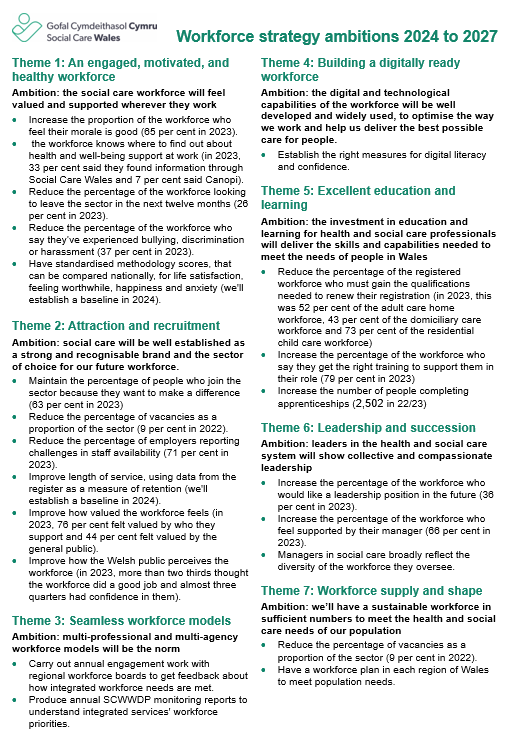 Gofal Cymdeithasol Cymru
Social Care Wales
Workforce strategy ambitions 2024 to 2027
Theme 1: An engaged, motivated, and
healthy workforce
Ambition: the social care workforce will feel
valued and supported wherever they work
• Increase the proportion of the workforce who
feel their morale is good (65 per cent in 2023).
• the workforce knows where to find out about
health and well-being support at work (in 2023,
33 per cent said they found information through
Social Care Wales and 7 per cent said Canopi).
• Reduce the percentage of the workforce looking
to leave the sector in the next twelve months (26
per cent in 2023).
• Reduce the percentage of the workforce who
say they've experienced bullying, discrimination
or harassment (37 per cent in 2023).
• Have standardised methodology scores, that
can be compared nationally, for life satisfaction,
feeling worthwhile, happiness and anxiety (we'll
establish a baseline in 2024).
Theme 2: Attraction and recruitment
Ambition: social care will be well established as
a strong and recognisable brand and the sector
of choice for our future workforce.
• Maintain the percentage of people who join the
sector because they want to make a difference
(63 per cent in 2023)
• Reduce the percentage of vacancies as a
proportion of the sector (9 per cent in 2022).
• Reduce the percentage of employers reporting
challenges in staff availability (71 per cent in
2023).
• Improve length of service, using data from the
register as a measure of retention (we'll
establish a baseline in 2024).
• Improve how valued the workforce feels (in
2023, 76 per cent felt valued by who they
support and 44 per cent felt valued by the
general public).
• Improve how the Welsh public perceives the
workforce (in 2023, more than two thirds thought
the workforce did a good job and almost three
quarters had confidence in them).
Theme 3: Seamless workforce models
Ambition: multi-professional and multi-agency
workforce models will be the norm
• Carry out annual engagement work with
regional workforce boards to get feedback about
how integrated workforce needs are met.
• Produce annual SCWWDP monitoring reports to
understand integrated services' workforce
priorities.
Theme 4: Building a digitally ready
workforce
Ambition: the digital and technological
capabilities of the workforce will be well
developed and widely used, to optimise the way
we work and help us deliver the best possible
care for people.
• Establish the right measures for digital literacy
and confidence.
Theme 5: Excellent education and
learning
Ambition: the investment in education and
learning for health and social care professionals
will deliver the skills and capabilities needed to
meet the needs of people in Wales
• Reduce the percentage of the registered
workforce who must gain the qualifications
needed to renew their registration (in 2023, this
was 52 per cent of the adult care home
workforce, 43 per cent of the domiciliary care
workforce and 73 per cent of the residential
child care workforce)
• Increase the percentage of the workforce who
say they get the right training to support them in
their role (79 per cent in 2023)
• Increase the number of people completing
apprenticeships (2,502 in 22/23)
Theme 6: Leadership and succession
Ambition: leaders in the health and social care
system will show collective and compassionate
leadership
• Increase the percentage of the workforce who
would like a leadership position in the future (36
per cent in 2023).
• Increase the percentage of the workforce who
feel supported by their manager (66 per cent in
2023).
• Managers in social care broadly reflect the
diversity of the workforce they oversee.
Theme 7: Workforce supply and shape
Ambition: we'll have a sustainable workforce in
sufficient numbers to meet the health and social
care needs of our population
• Reduce the percentage of vacancies as a
proportion of the sector (9 per cent in 2022).
• Have a workforce plan in each region of Wales
to meet population needs.